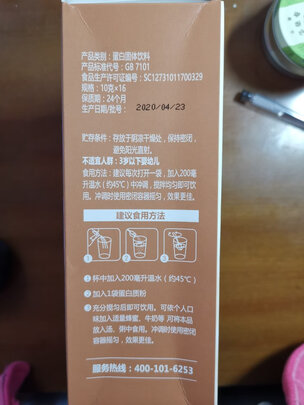 产品类别：蛋白固体饮料
产品标准代号：GB 7101
食品生产许可证编号：SC12731011700329
规格：10克×16
保质期：24个月
生产日期/批号：
2020/04/23
贮存条件：存放于阴凉干燥处，保持密闭，
避免阳光直射。
不适宜人群：3岁以下婴幼儿
食用方法：建议每次打开一袋，加入200毫
升温水（约45℃）中冲调，搅拌均匀即可饮
用。冲调时使用密闭容器摇匀，效果更佳。
建议食用方法
1 2 3
1 杯中加入200毫升温水（约45℃）
2 加入1袋蛋白质粉
3 充分搅匀后即可饮用。可依个人口
味加适量蜂蜜、牛奶等 可将本品
放入汤、粥中食用。冲调时使用密闭
容器摇匀，效果更佳
服务热线：400-101-6253